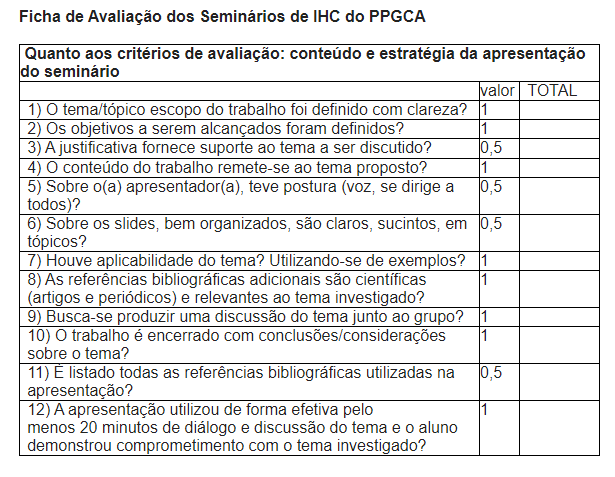 Ficha de Avaliação dos Seminários de IHC do PPGCA
Quanto aos critérios de avaliação: conteúdo e estratégia da apresentação
do seminário
valor TOTAL
1) O tema/tópico escopo do trabalho foi definido com clareza? 1
2) Os objetivos a serem alcançados foram definidos? 1
3) A justificativa fornece suporte ao tema a ser discutido? 0,5
4) O conteúdo do trabalho remete-se ao tema proposto? 1
5) Sobre o(a) apresentador(a), teve postura (voz, se dirige a 0,5
todos)?
6) Sobre os slides, bem organizados, são claros, sucintos, em 0,5
tópicos?
7) Houve aplicabilidade do tema? Utilizando-se de exemplos? 1
8) As referências bibliográficas adicionais são científicas 1
(artigos e periódicos) e relevantes ao tema investigado?
9) Busca-se produzir uma discussão do tema junto ao grupo? 1
10) O trabalho é encerrado com conclusões/considerações 1
sobre o tema?
11) É listado todas as referências bibliográficas utilizadas na 0,5
apresentação?
12) A apresentação utilizou de forma efetiva pelo 1
menos 20 minutos de diálogo e discussão do tema e o aluno
demonstrou comprometimento com o tema investigado?